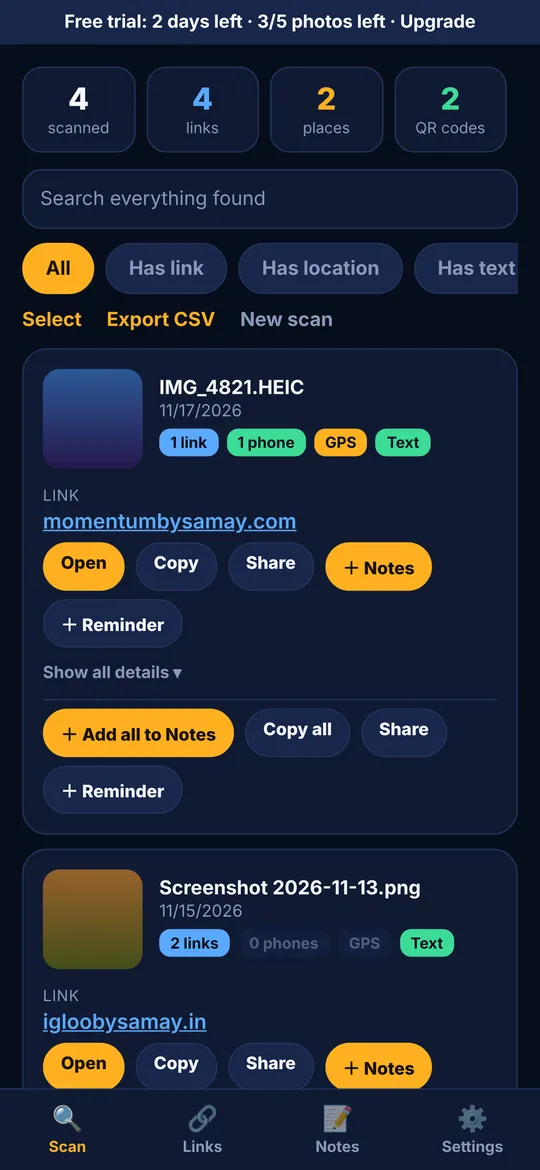 Free trial: 2 days left · 3/5 photos left · Upgrade
4 4 2 2
scanned links places QR codes
Search everything found
All Has link Has location Has text
Select Export CSV New scan
IMG_4821.HEIC
11/17/2026
1 link 1 phone GPS Text
LINK
momentumbysamay.com
Open Copy Share + Notes
+ Reminder
Show all details ▾
+ Add all to Notes Copy all Share
+ Reminder
Screenshot 2026-11-13.png
11/15/2026
2 links 0 phones GPS Text
LINK
igloobysamay.in
Open Copy Share + Notes
Scan Links Notes Settings